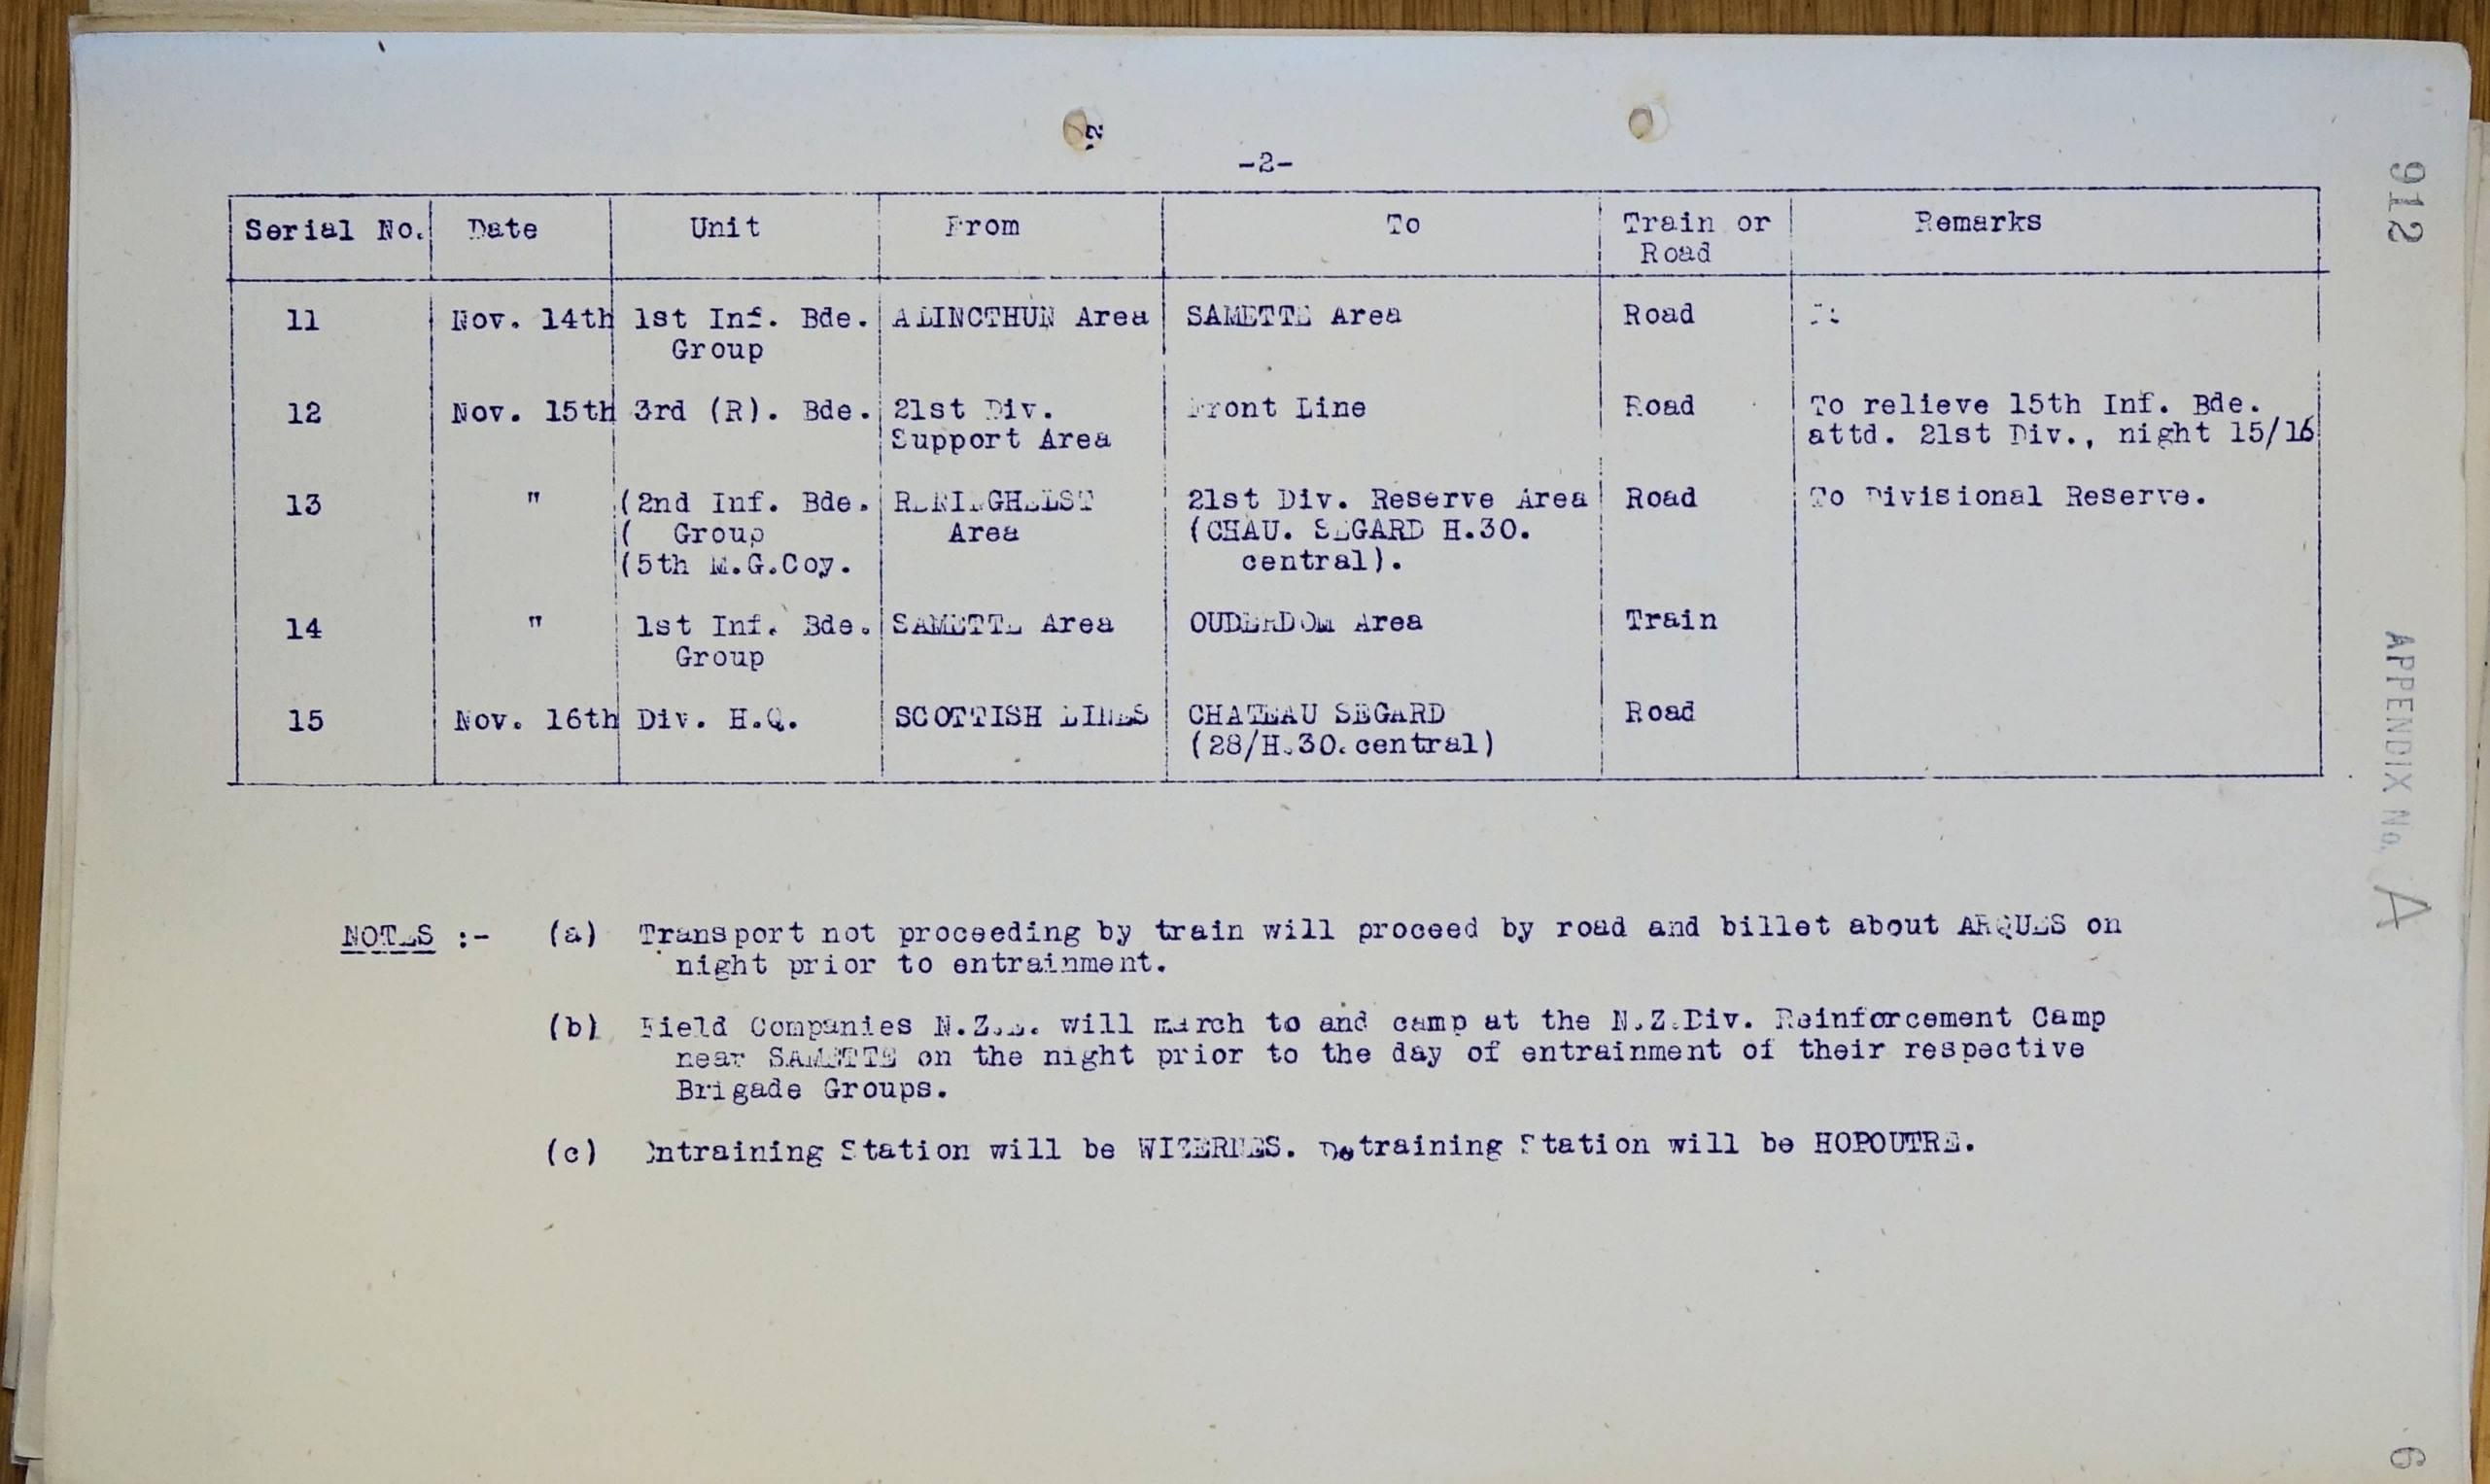 -2-
Serial No. Date Unit From To Train or Road Remarks
11 Nov. 14th 1st Inf. Bde. Group ALINCTHUN Area SAMETTE Area Road
12 Nov. 15th 3rd (R). Bde. 21st Div. Support Area Front Line Road To relieve 15th Inf. Bde. attd. 21st Div., night 15/16
13 " (2nd Inf. Bde. ( Group (5th M.G.Coy. RENINGHELST Area 21st Div. Reserve Area (CHAU. SEGARD H.30. central). Road To Divisional Reserve.
14 " 1st Inf. Bde. Group SAMETTE Area OUDERDOM Area Train
15 Nov. 16th Div. H.Q. SCOTTISH LINES CHATEAU SEGARD (28/H.30.central) Road
NOTES :- (a) Transport not proceeding by train will proceed by road and billet about ARQUES on
night prior to entrainment.
(b) Field Companies N.Z.E. will march to and camp at the N.Z.Div. Reinforcement Camp
near SAMETTE on the night prior to the day of entrainment of their respective
Brigade Groups.
(c) Entraining Station will be WIZERNES. Detraining Station will be HOPOUTRE.
912
APPENDIX No. A
6